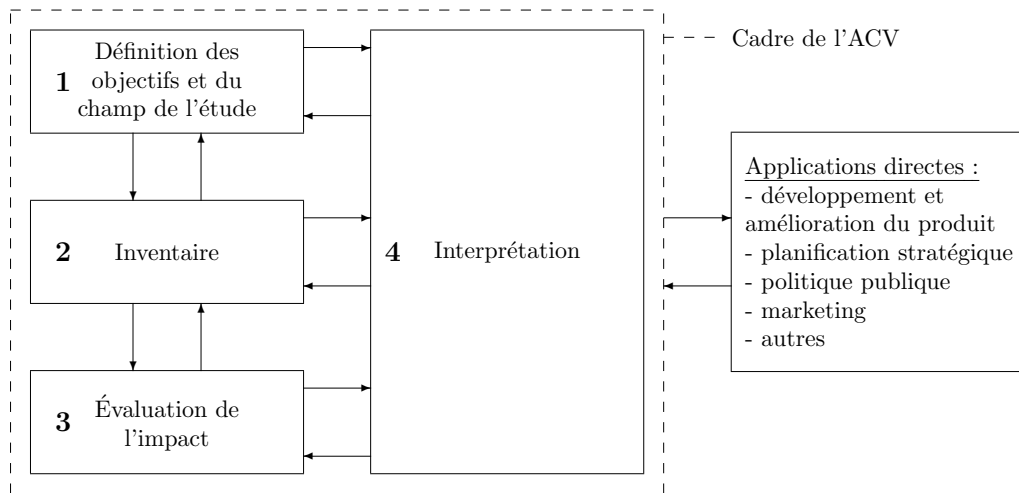 1
Définition des
objectifs et du
champ de l'étude
2
Inventaire
3
Évaluation de
l'impact
4
Interprétation
Cadre de l'ACV
Applications directes :
- développement et
amélioration du produit
- planification stratégique
- politique publique
- marketing
- autres